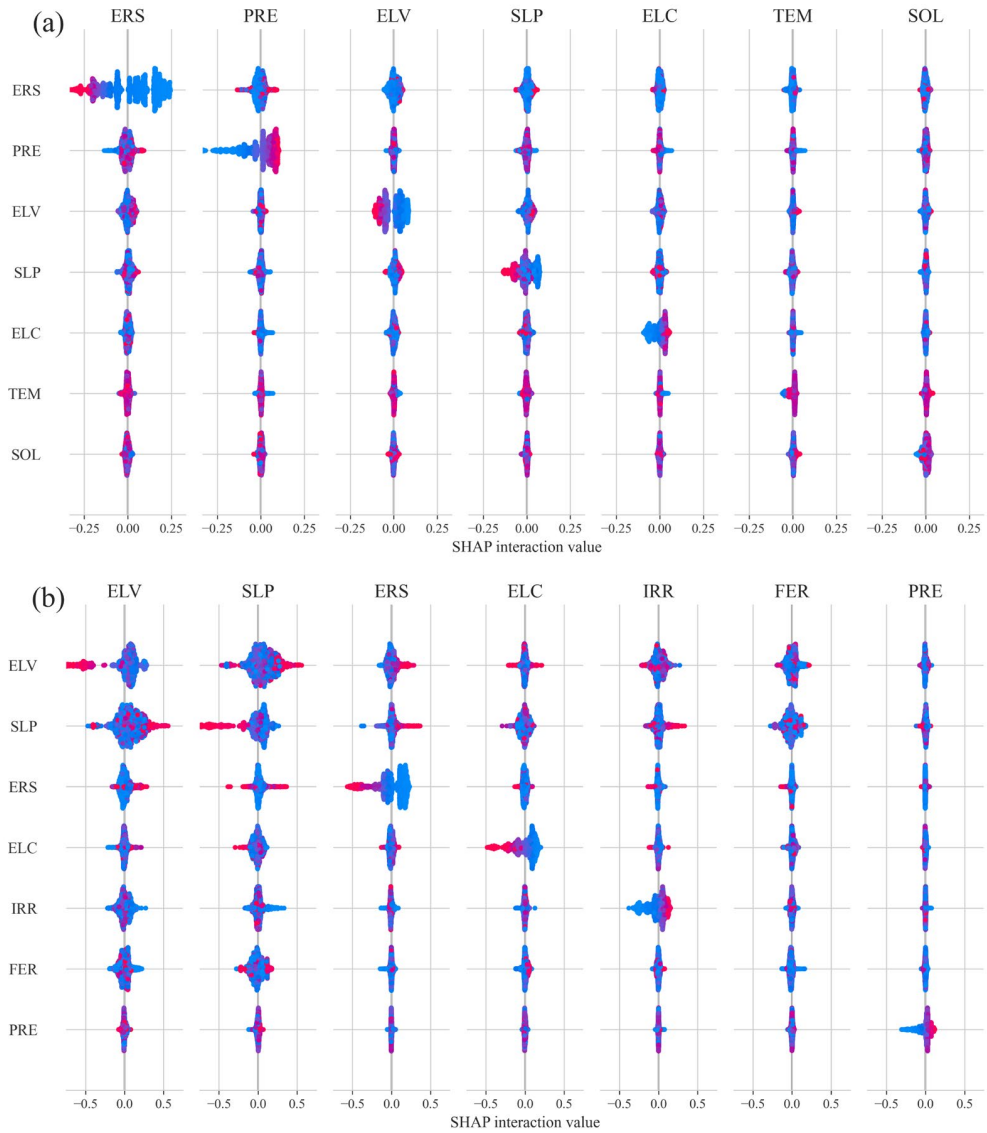 (a)
ERS PRE ELV SLP ELC TEM SOL
ERS
PRE
ELV
SLP
ELC
TEM
SOL
−0.25 0.00 0.25 −0.25 0.00 0.25 −0.25 0.00 0.25 −0.25 0.00 0.25 −0.25 0.00 0.25 −0.25 0.00 0.25 −0.25 0.00 0.25
SHAP interaction value
(b)
ELV SLP ERS ELC IRR FER PRE
ELV
SLP
ERS
ELC
IRR
FER
PRE
−0.5 0.0 0.5 −0.5 0.0 0.5 −0.5 0.0 0.5 −0.5 0.0 0.5 −0.5 0.0 0.5 −0.5 0.0 0.5 −0.5 0.0 0.5
SHAP interaction value